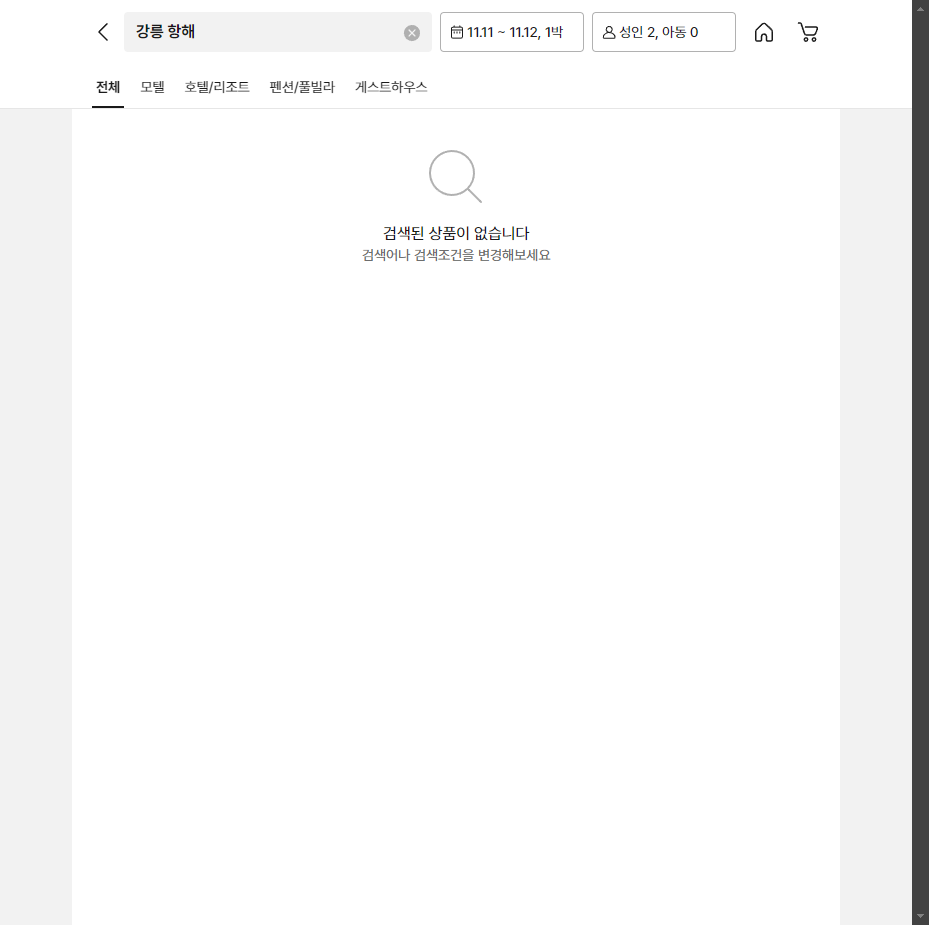 강릉 항해
11.11 ~ 11.12, 1박
성인 2, 아동 0
전체 모텔 호텔/리조트 펜션/풀빌라 게스트하우스
검색된 상품이 없습니다
검색어나 검색조건을 변경해보세요